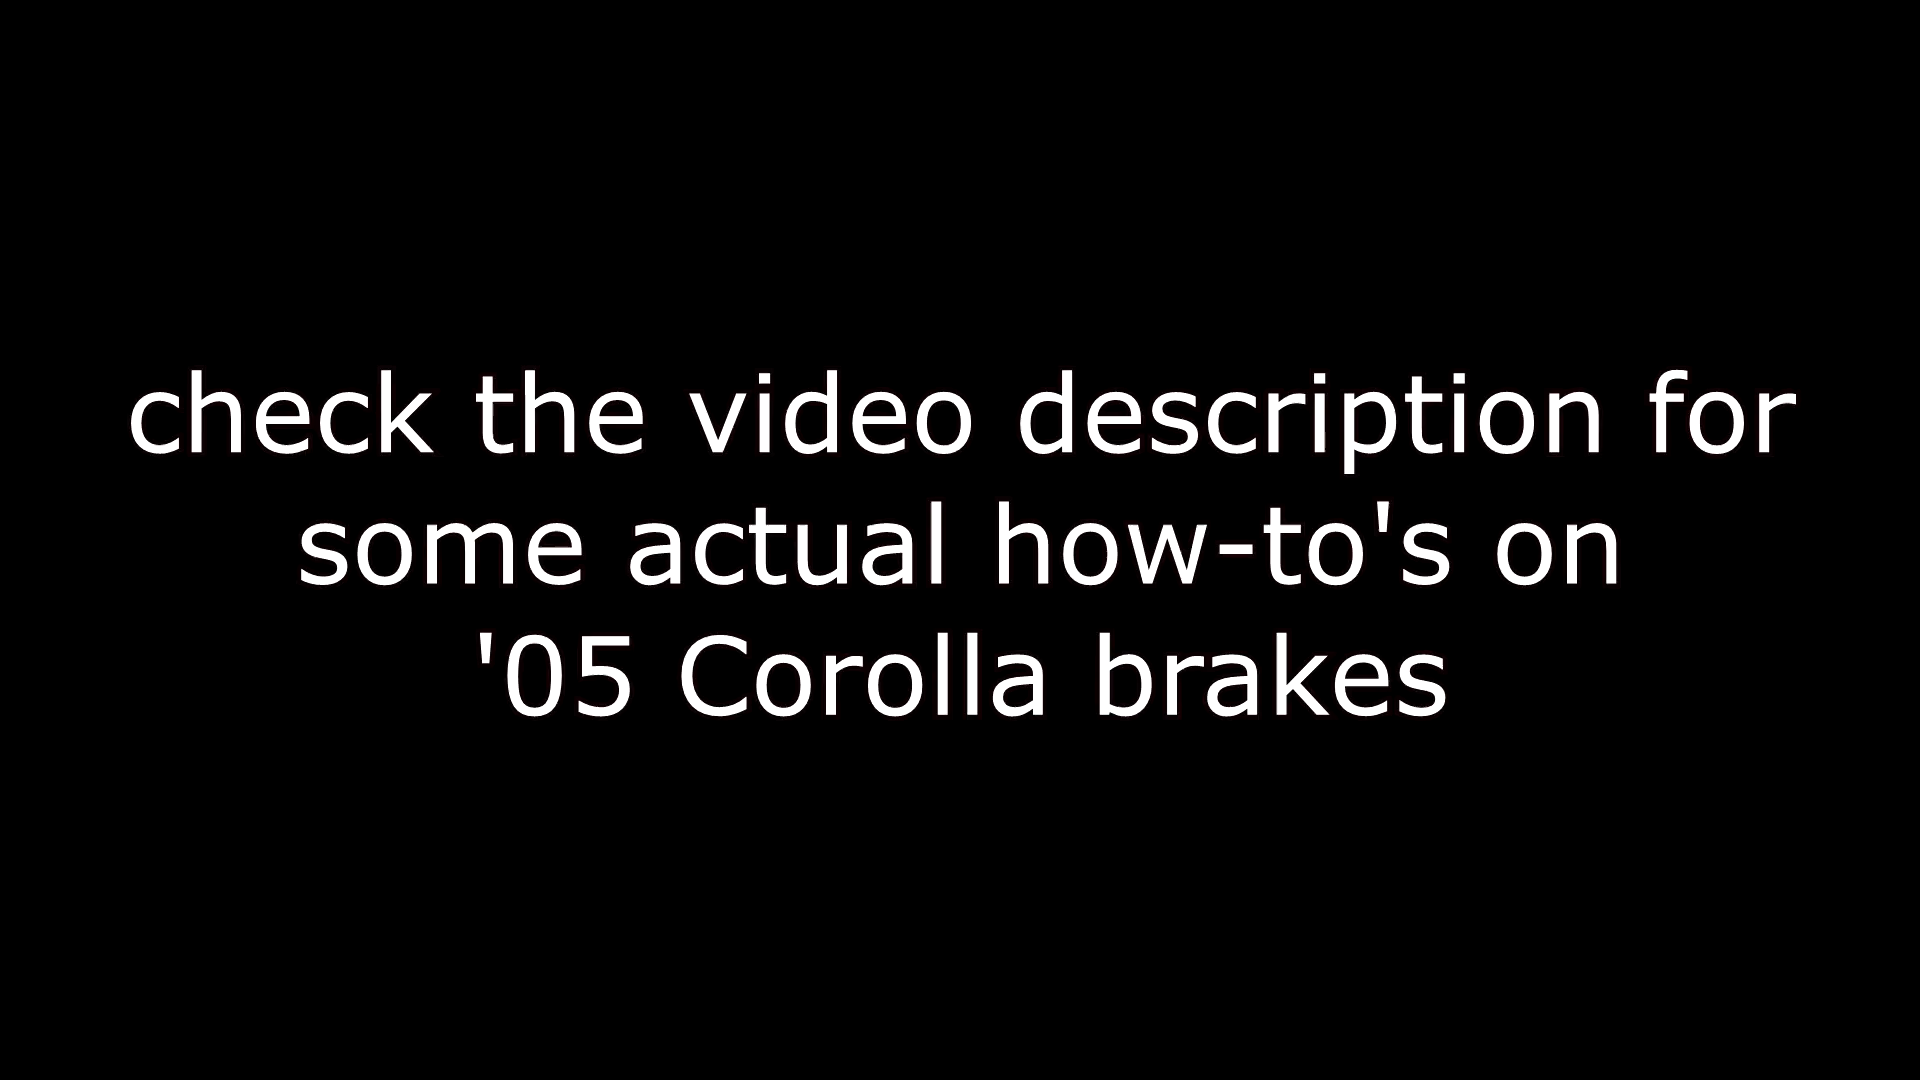 check the video description for
some actual how-to's on
'05 Corolla brakes